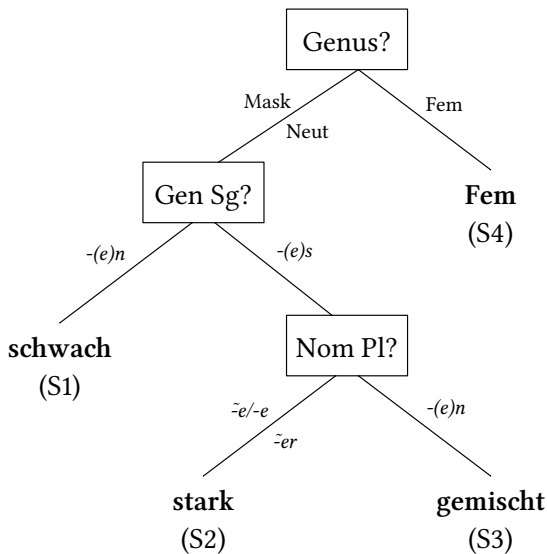 Genus?
Mask
Neut
Fem
Gen Sg?
Fem
(S4)
-(e)n
-(e)s
schwach
(S1)
Nom Pl?
-̃e/-e
-̃er
-(e)n
stark
(S2)
gemischt
(S3)